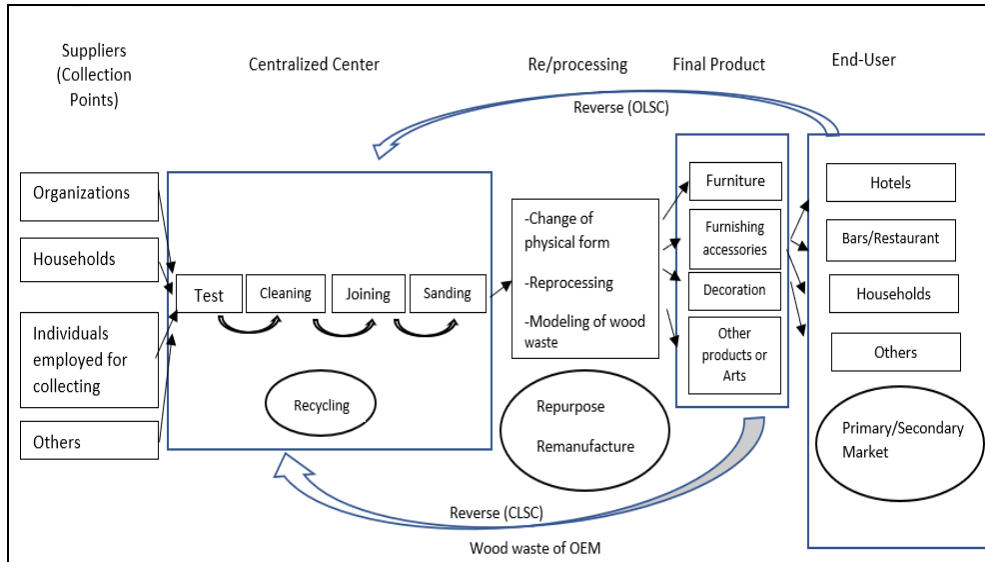 Suppliers
(Collection
Points)
Centralized Center
Re/processing
Final Product
End-User
Reverse (OLSC)
Organizations
Households
Individuals
employed for
collecting
Others
Test
Cleaning
Joining
Sanding
Recycling
-Change of
physical form
-Reprocessing
-Modeling of wood
waste
Repurpose
Remanufacture
Furniture
Furnishing
accessories
Decoration
Other
products or
Arts
Hotels
Bars/Restaurant
Households
Others
Primary/Secondary
Market
Reverse (CLSC)
Wood waste of OEM